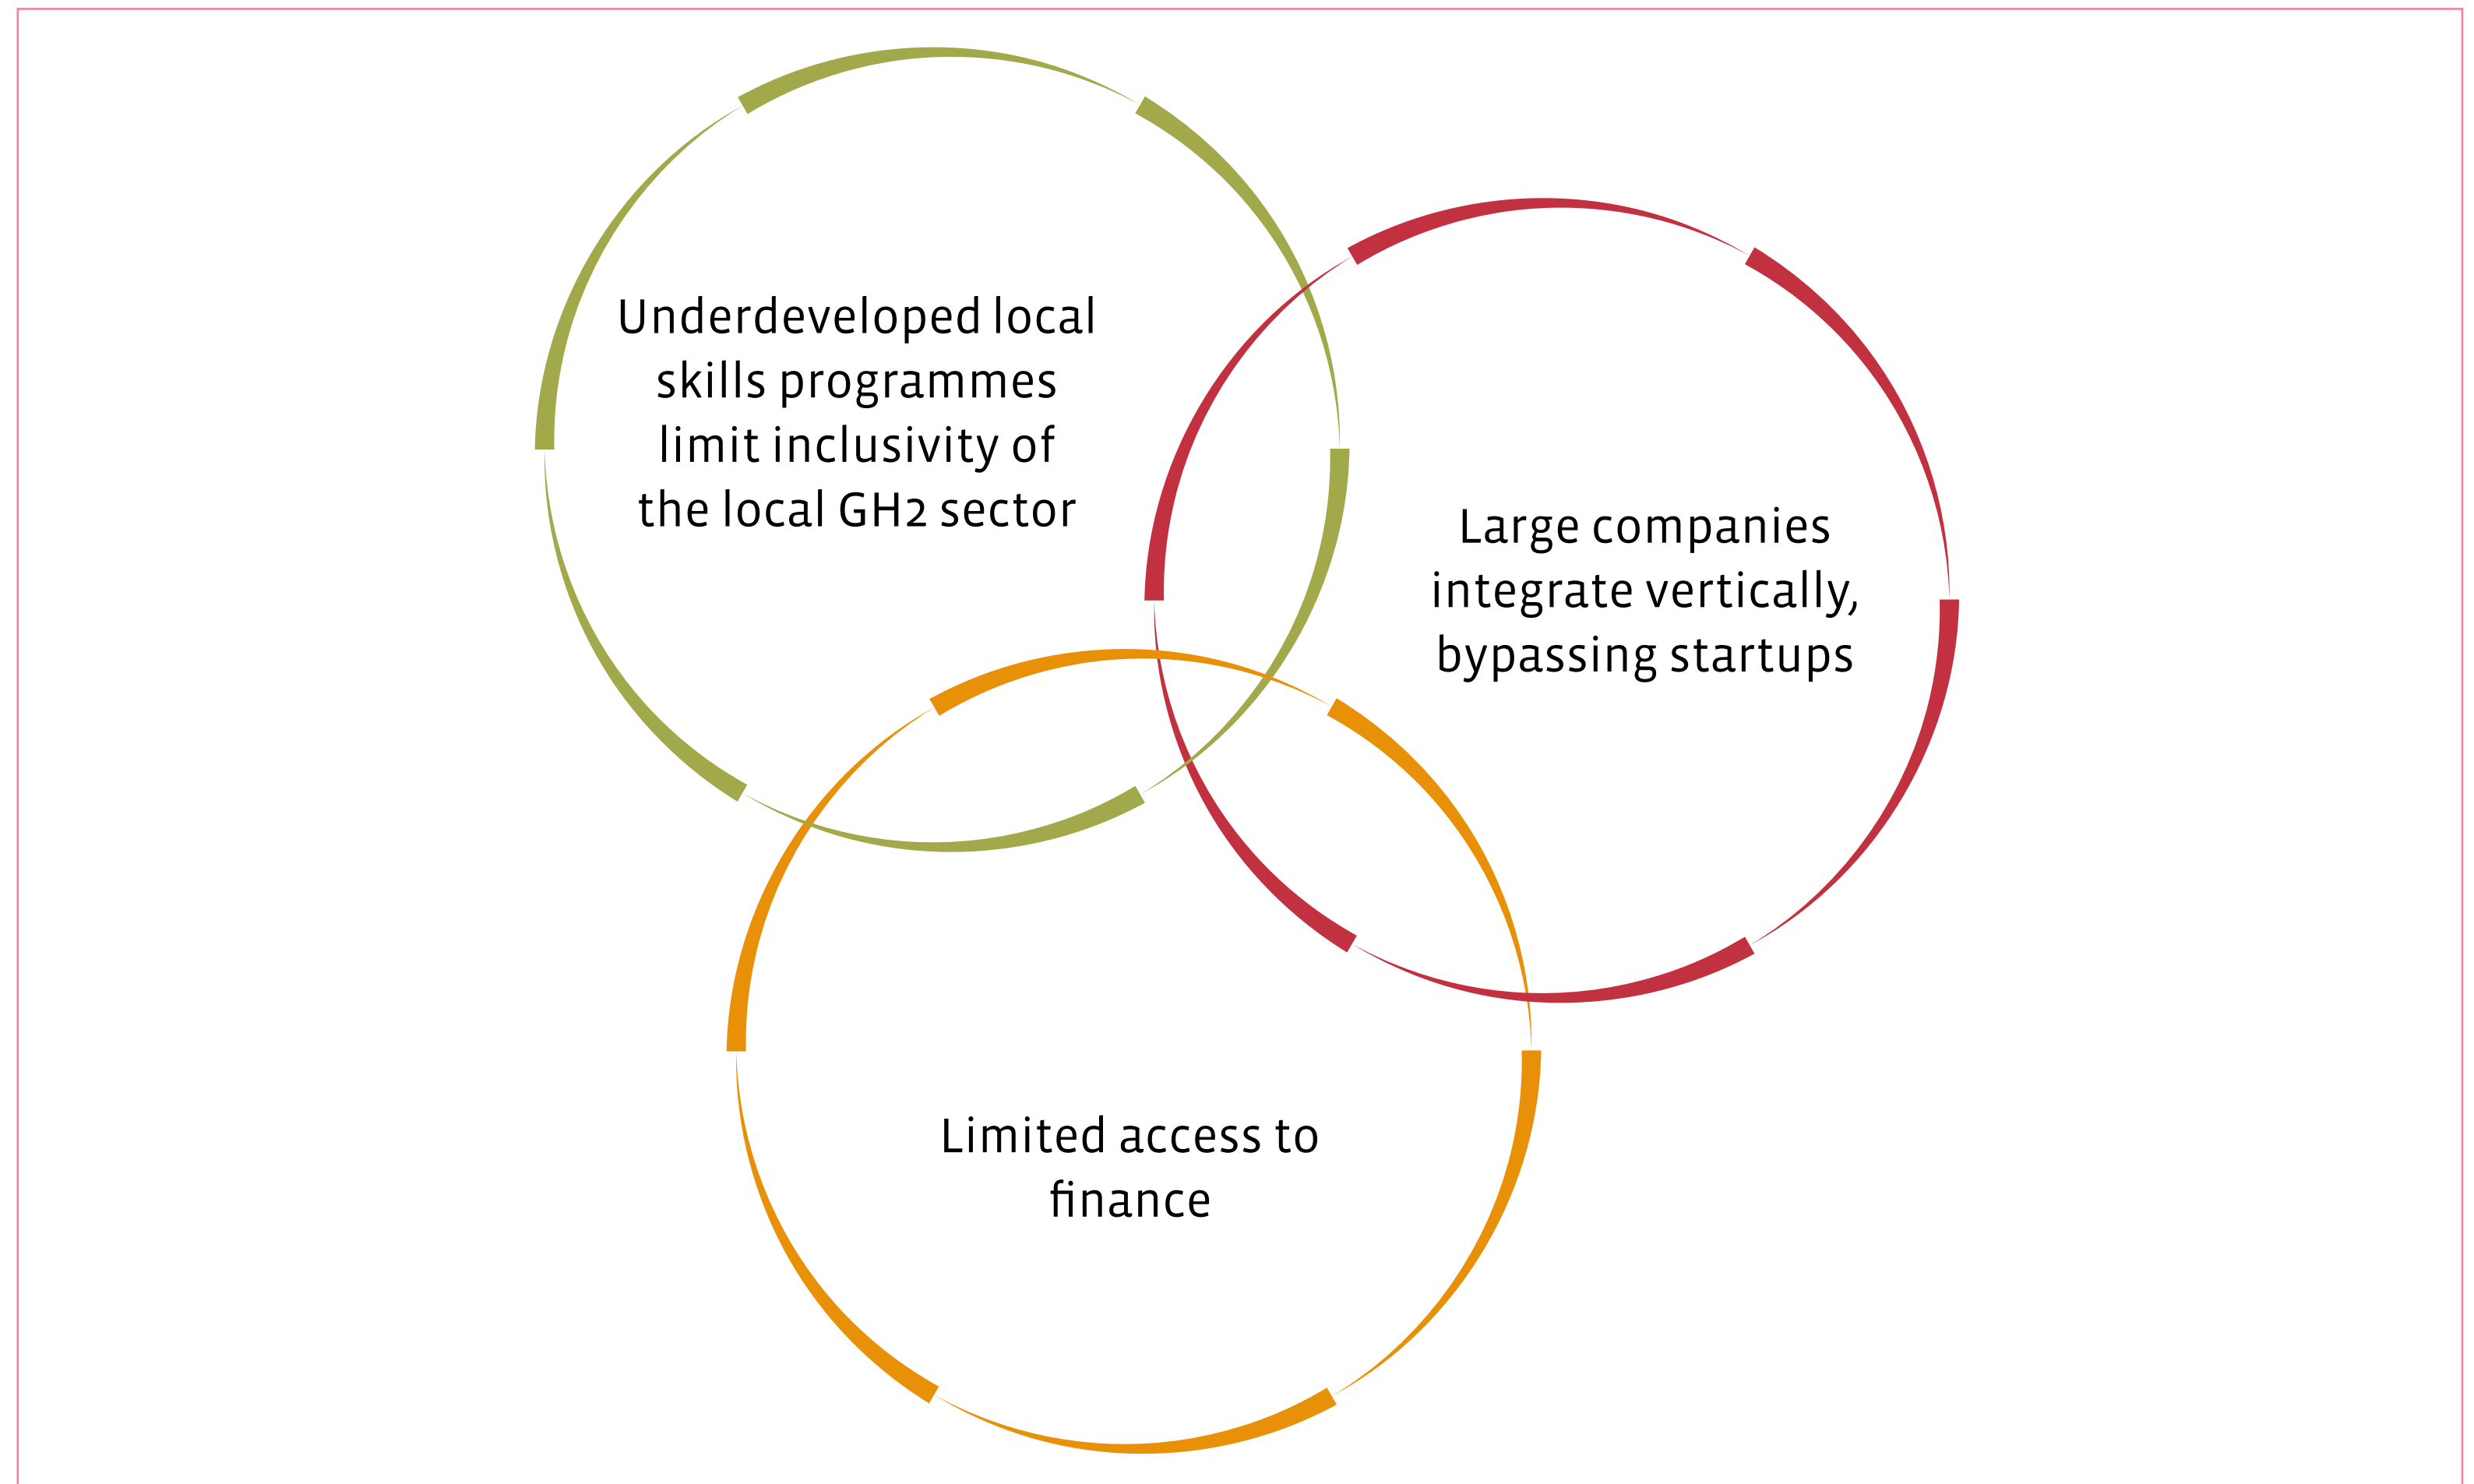 Underdeveloped local
skills programmes
limit inclusivity of
the local GH2 sector
Large companies
integrate vertically,
bypassing startups
Limited access to
finance